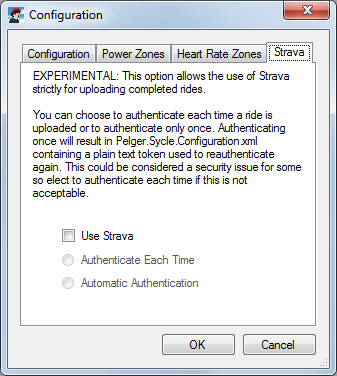 Configuration
Configuration Power Zones Heart Rate Zones Strava
EXPERIMENTAL: This option allows the use of Strava
strictly for uploading completed rides.
You can choose to authenticate each time a ride is
uploaded or to authenticate only once. Authenticating
once will result in Pelger.Sycle.Configuration.xml
containing a plain text token used to reauthenticate
again. This could be considered a security issue for some
so elect to authenticate each time if this is not
acceptable.
Use Strava
Authenticate Each Time
Automatic Authentication
OK Cancel